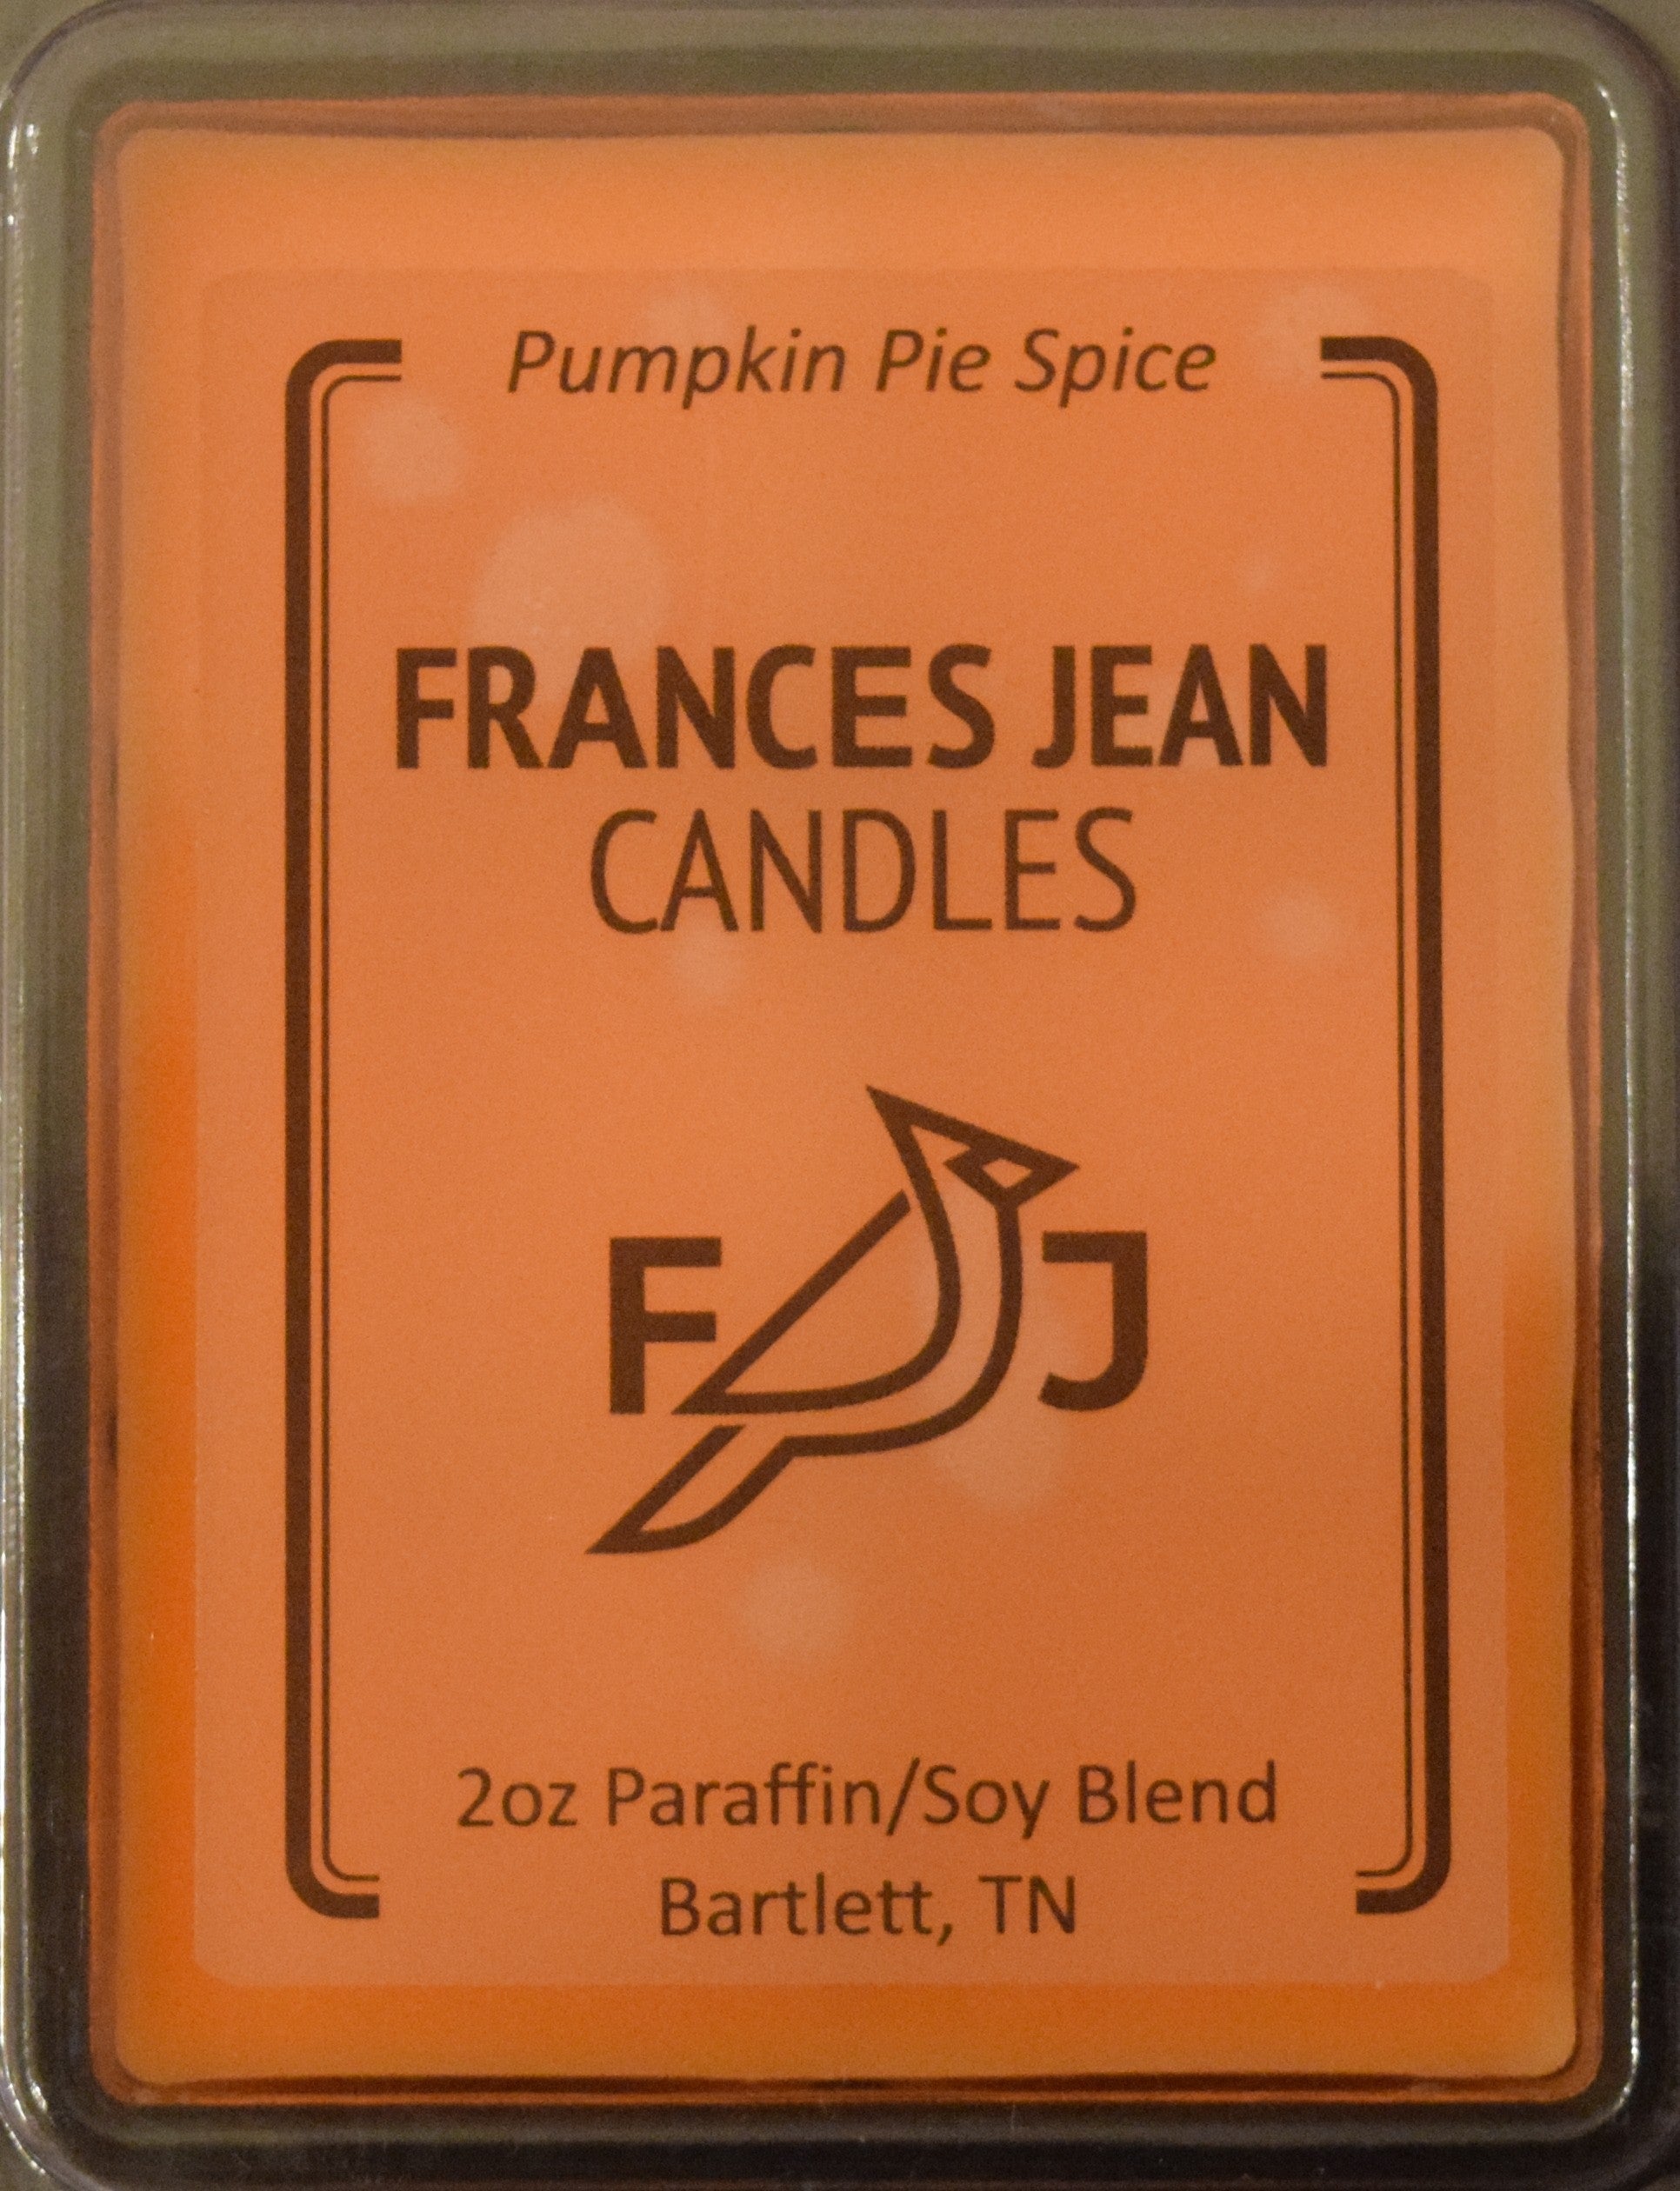 Pumpkin Pie Spice
FRANCES JEAN
CANDLES
F J
2oz Paraffin/Soy Blend
Bartlett, TN